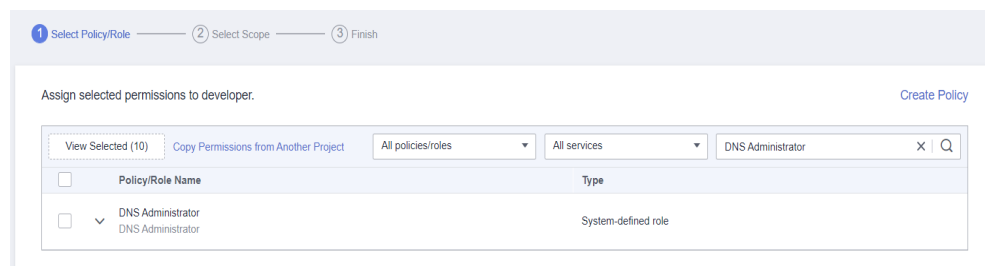 1 Select Policy/Role 2 Select Scope 3 Finish
Assign selected permissions to developer. Create Policy
View Selected (10) Copy Permissions from Another Project All policies/roles All services DNS Administrator
Policy/Role Name Type
DNS Administrator System-defined role
DNS Administrator